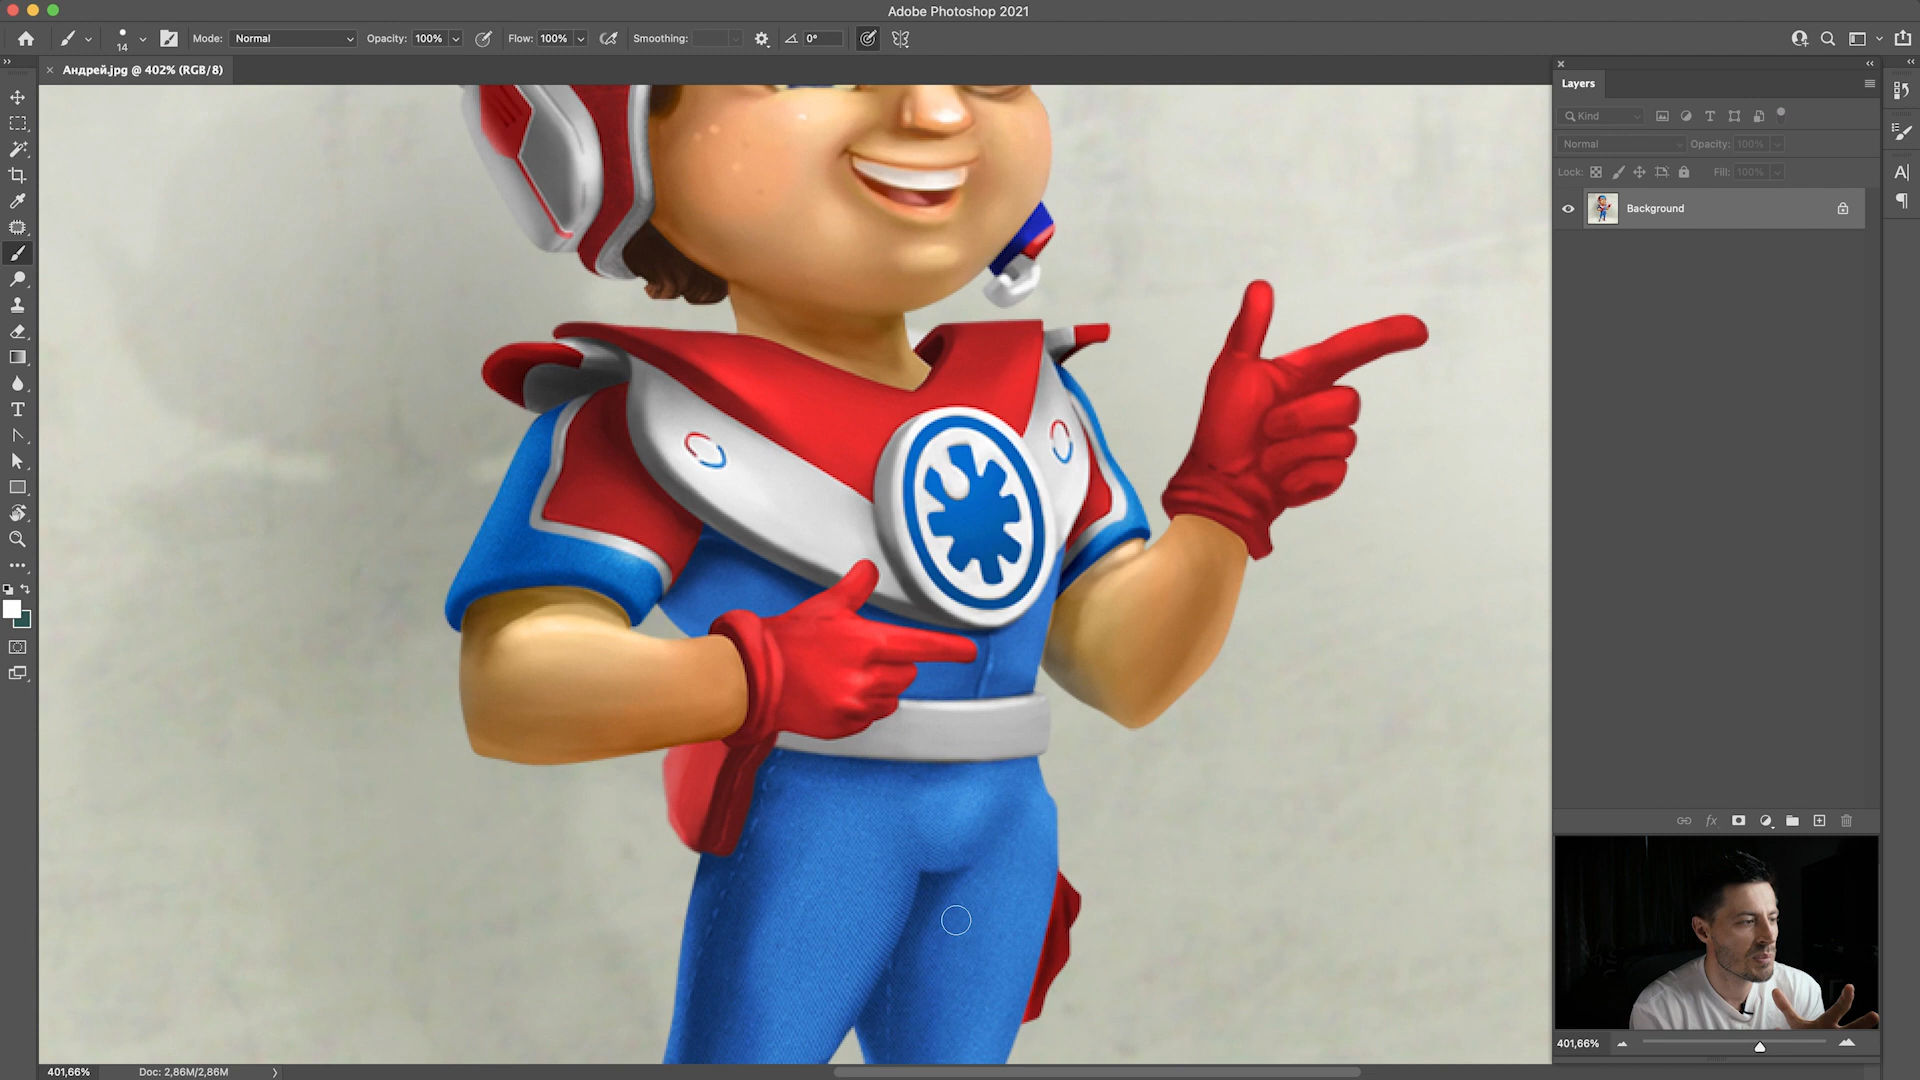 Adobe Photoshop 2021
14
Mode: Normal Opacity: 100% Flow: 100% Smoothing: 0°
Андрей.jpg @ 402% (RGB/8)
Layers
Kind
Normal Opacity: 100%
Lock: Fill: 100%
Background
fx
401,66%
401,66% Doc: 2,86M/2,86M